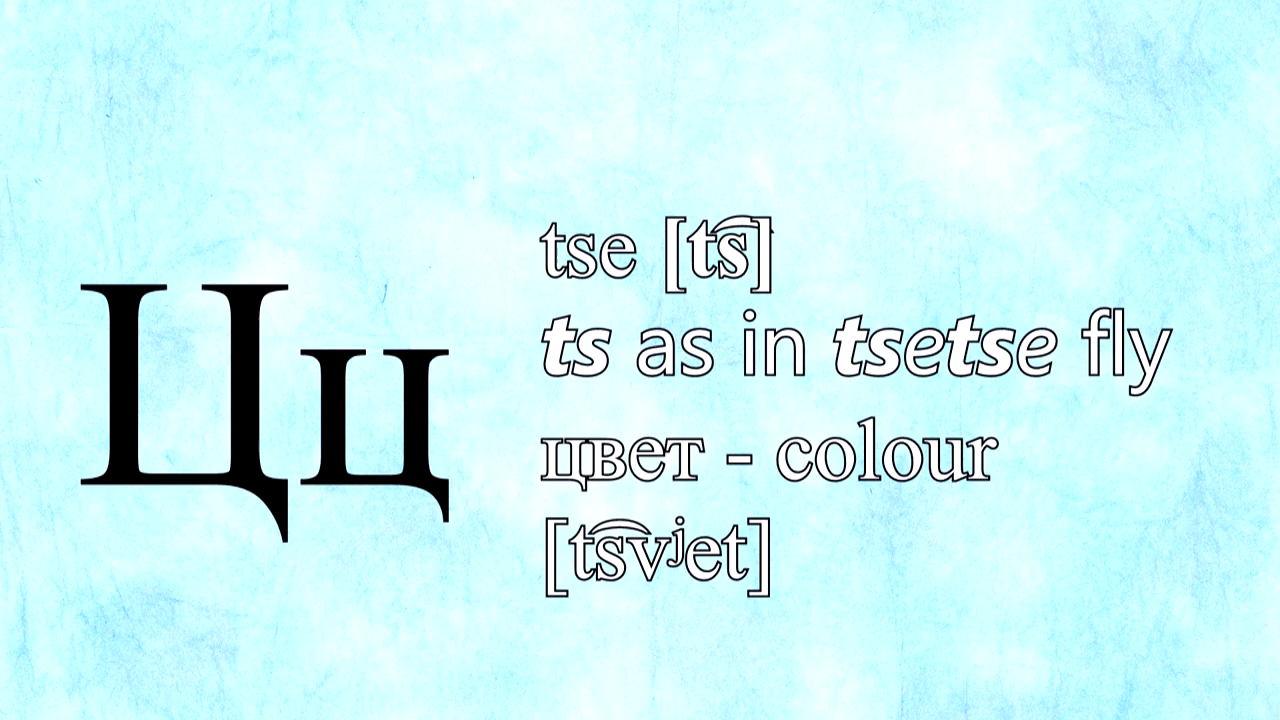 Цц
tse [t͡s]
ts as in tsetse fly
цвет - colour
[t͡svʲet]